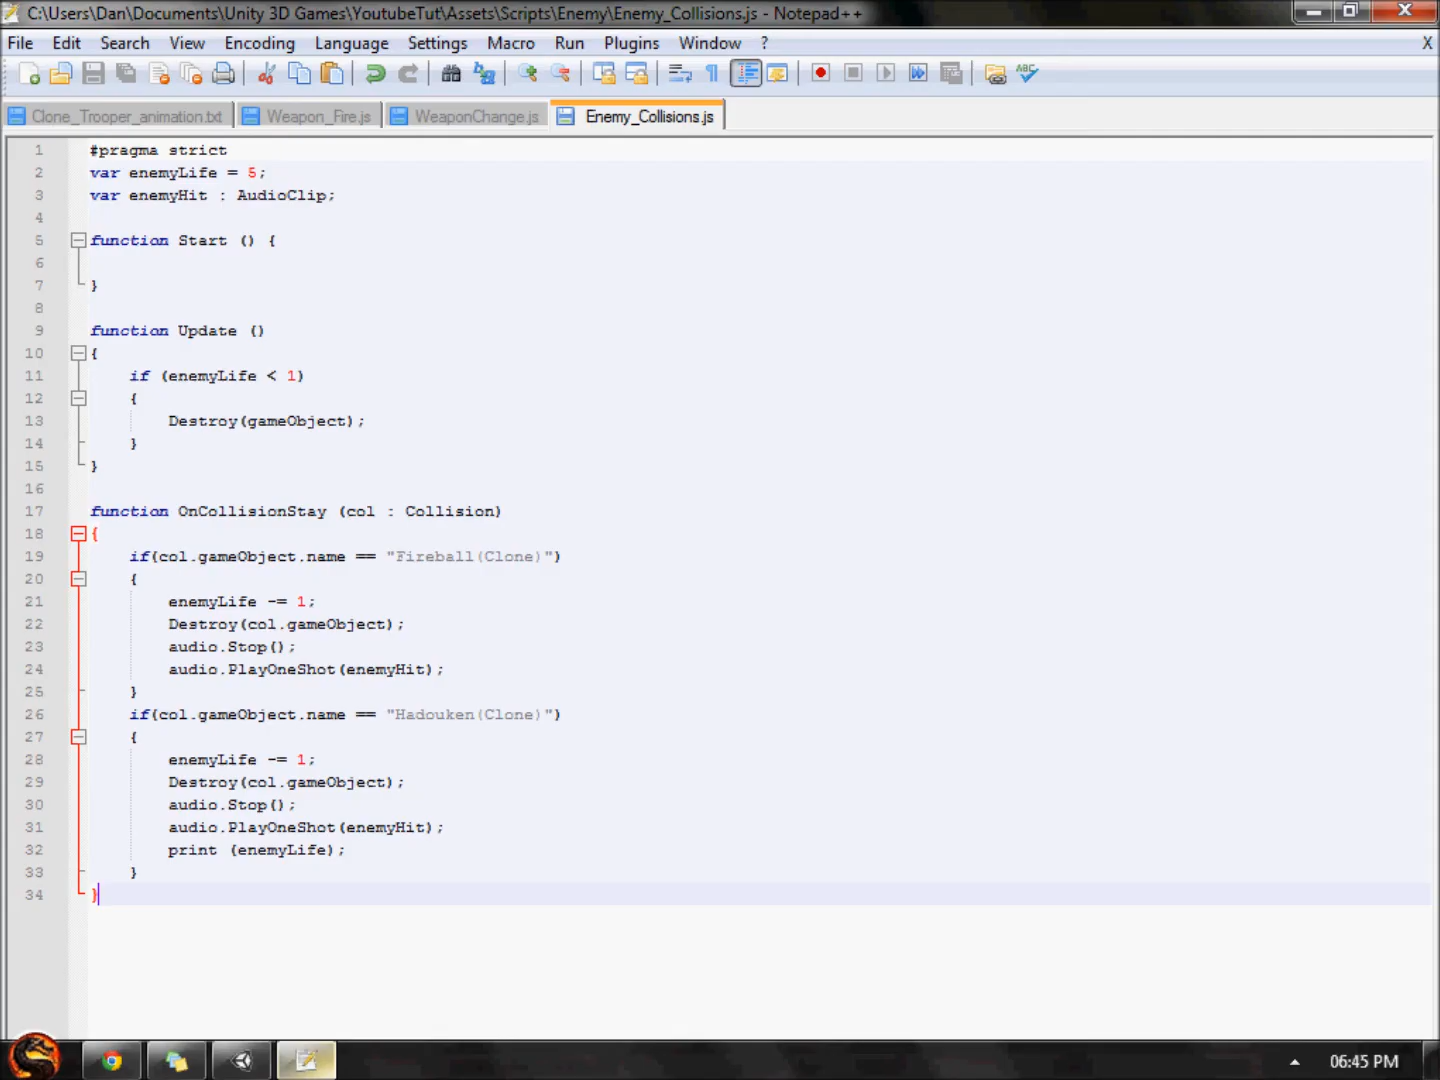 C:\Users\Dan\Documents\Unity 3D Games\YoutubeTut\Assets\Scripts\Enemy\Enemy_Collisions.js - Notepad++
File Edit Search View Encoding Language Settings Macro Run Plugins Window ? X
Clone_Trooper_animation.txt Weapon_Fire.js WeaponChange.js Enemy_Collisions.js
1 #pragma strict
2 var enemyLife = 5;
3 var enemyHit : AudioClip;
4
5 function Start () {
6
7 }
8
9 function Update ()
10 {
11 if (enemyLife < 1)
12 {
13 Destroy(gameObject);
14 }
15 }
16
17 function OnCollisionStay (col : Collision)
18 {
19 if(col.gameObject.name == "Fireball(Clone)")
20 {
21 enemyLife -= 1;
22 Destroy(col.gameObject);
23 audio.Stop();
24 audio.PlayOneShot(enemyHit);
25 }
26 if(col.gameObject.name == "Hadouken(Clone)")
27 {
28 enemyLife -= 1;
29 Destroy(col.gameObject);
30 audio.Stop();
31 audio.PlayOneShot(enemyHit);
32 print (enemyLife);
33 }
34 }
06:45 PM